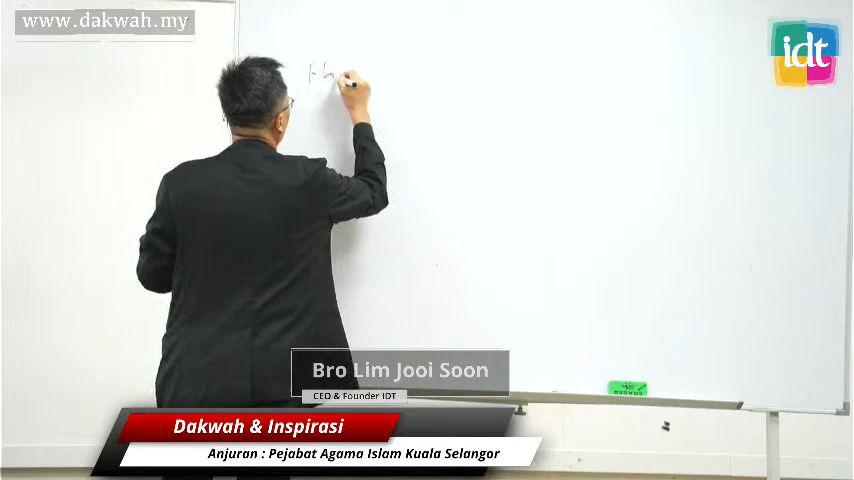 www.dakwah.my
idt
Kh
Bro Lim Jooi Soon
CEO & Founder IDT
Dakwah & Inspirasi
Anjuran : Pejabat Agama Islam Kuala Selangor